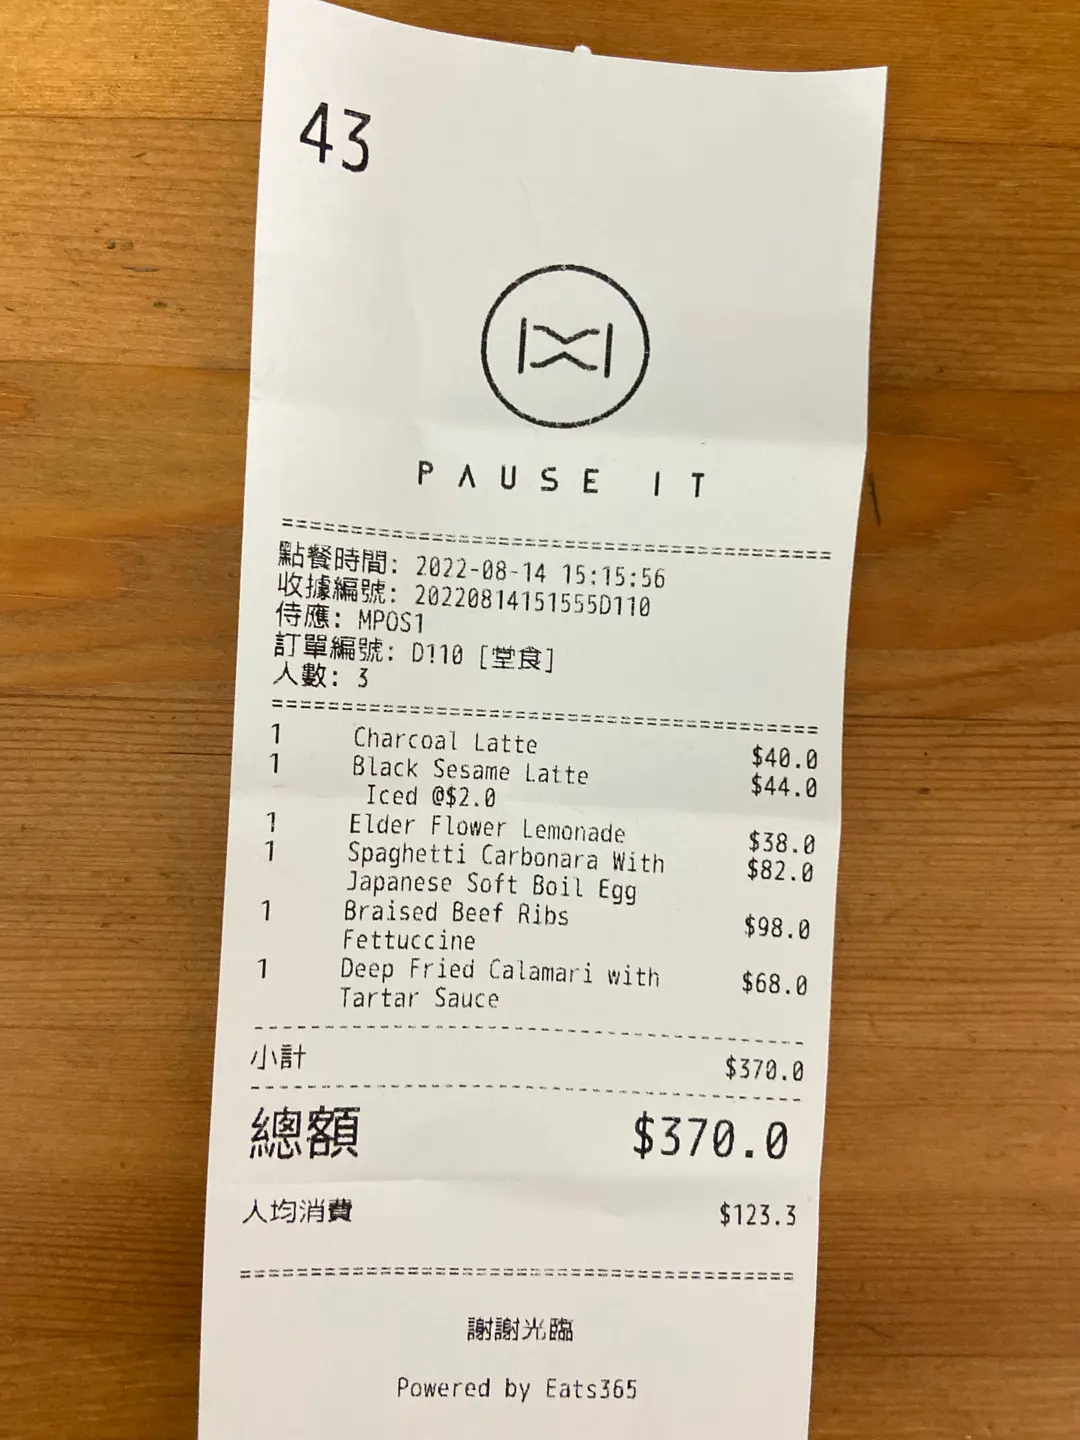 43
PAUSE IT
點餐時間: 2022-08-14 15:15:56
收據編號: 20220814151555D110
侍應: MPOS1
訂單編號: D110 [堂食]
人數: 3
1 Charcoal Latte $40.0
1 Black Sesame Latte $44.0
Iced @$2.0
1 Elder Flower Lemonade $38.0
1 Spaghetti Carbonara With $82.0
Japanese Soft Boil Egg
1 Braised Beef Ribs $98.0
Fettuccine
1 Deep Fried Calamari with $68.0
Tartar Sauce
小計 $370.0
總額 $370.0
人均消費 $123.3
謝謝光臨
Powered by Eats365